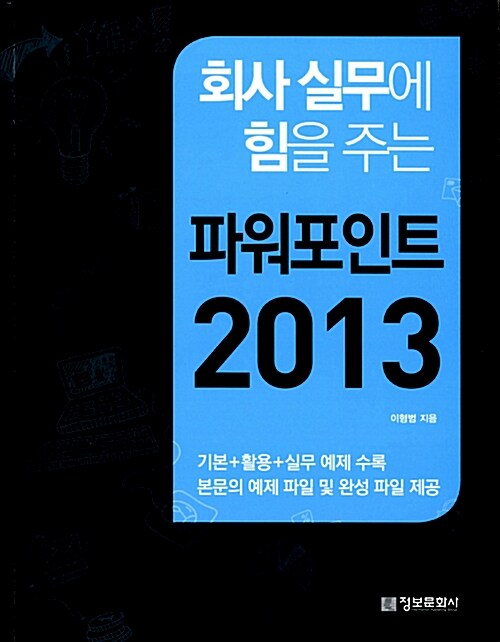 회사 실무에
힘을 주는
파워포인트
2013
이형범 지음
기본+활용+실무 예제 수록
본문의 예제 파일 및 완성 파일 제공
정보문화사